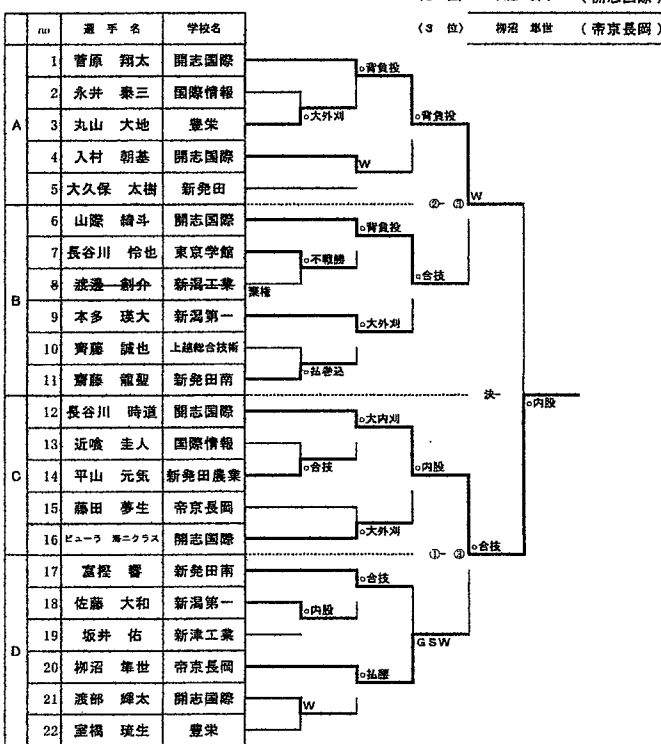 (3 位) 柳沼 隼世 (帝京長岡)
no 選手名 学校名
A
1 菅原 翔太 開志国際
2 永井 泰三 国際情報
3 丸山 大地 豊栄
4 入村 朝基 開志国際
5 大久保 太樹 新発田
B
6 山際 綺斗 開志国際
7 長谷川 怜也 東京学館
8 渡邊 創介 新潟工業
9 本多 瑛大 新潟第一
10 齊藤 誠也 上越総合技術
11 齋藤 龍聖 新発田南
C
12 長谷川 時道 開志国際
13 近喰 圭人 国際情報
14 平山 元気 新発田農業
15 藤田 夢生 帝京長岡
16 ピューラ 海ニクラス 開志国際
D
17 富樫 響 新発田南
18 佐藤 大和 新潟第一
19 坂井 佑 新津工業
20 柳沼 隼世 帝京長岡
21 渡部 輝太 開志国際
22 室橋 琉生 豊栄
○背負投
○大外刈
○背負投
W
②- ③
W
○背負投
○不戦勝
棄権
○合技
○大外刈
○払巻込
決-
○内股
○大内刈
○合技
○内股
○大外刈
①- ③
○合技
○合技
○内股
GSW
○払腰
W